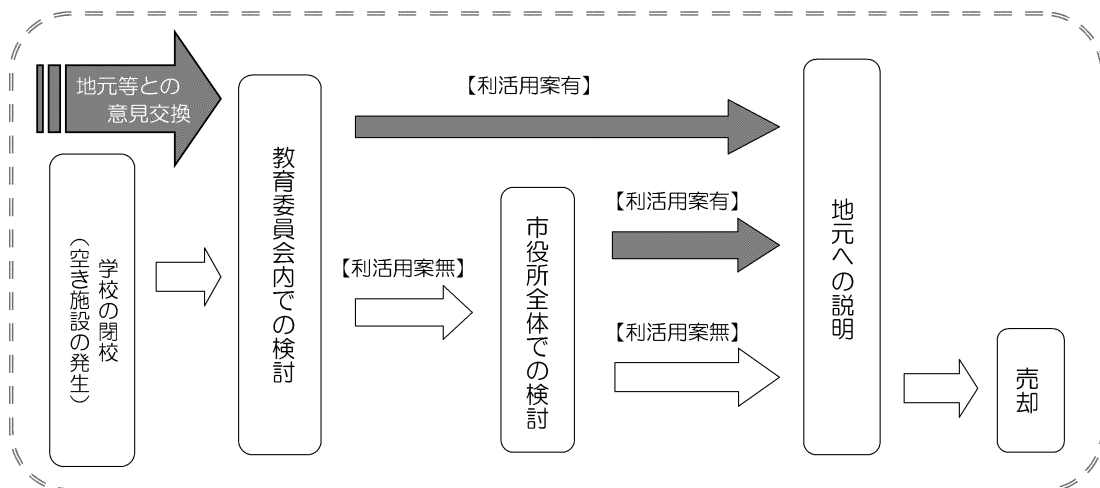 地元等との
意見交換
学校の閉校
（空き施設の発生）
教育委員会内での検討
【利活用案有】
【利活用案無】
市役所全体での検討
【利活用案有】
【利活用案無】
地元への説明
売却